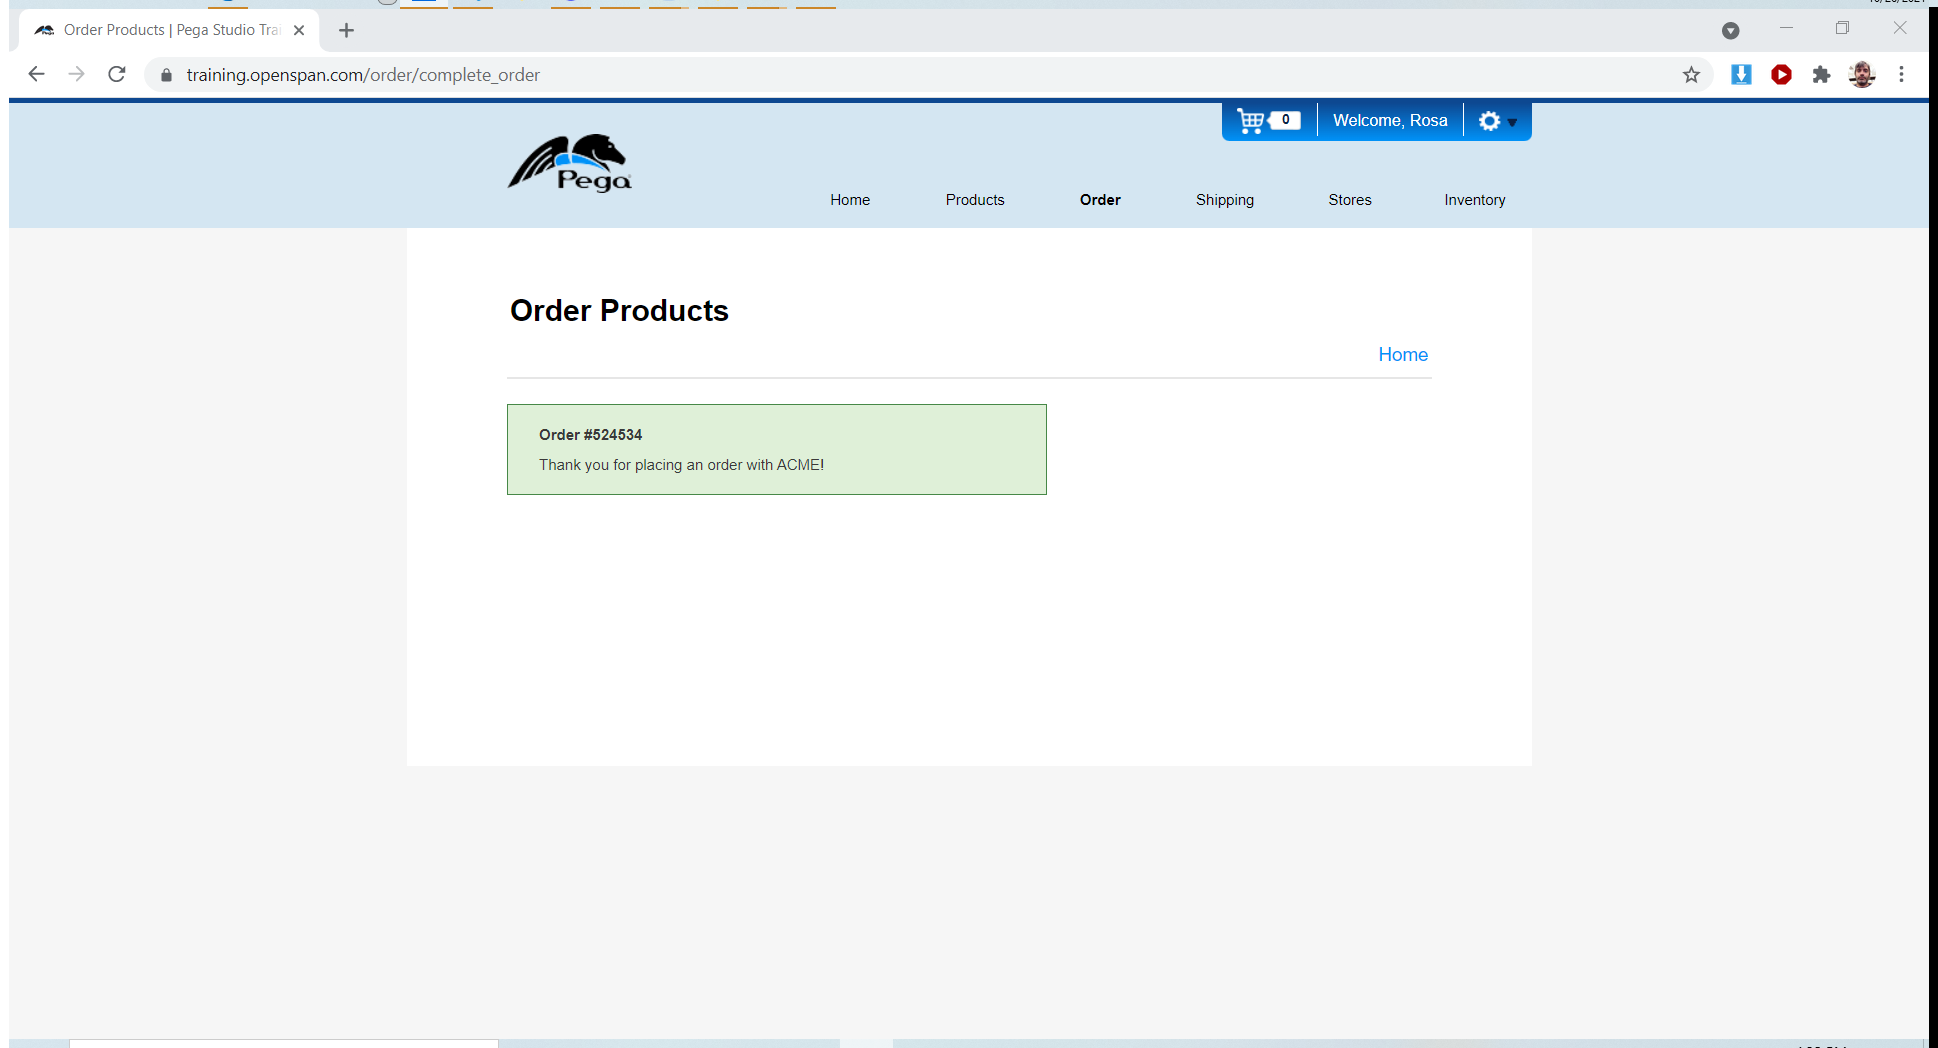 Order Products | Pega Studio Trai
training.openspan.com/order/complete_order
0
Welcome, Rosa
Pega
Home
Products
Order
Shipping
Stores
Inventory
Order Products
Home
Order #524534
Thank you for placing an order with ACME!